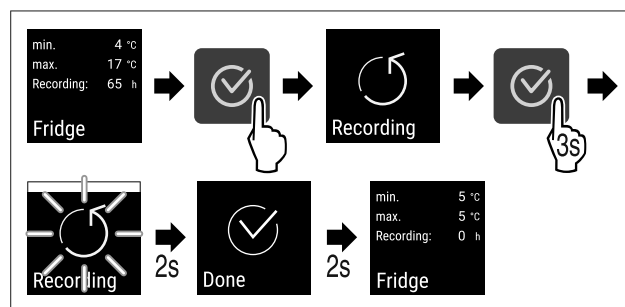 min. 4 °C
max. 17 °C
Recording: 65 h
Fridge
Recording
3s
Recording
2s
Done
2s
min. 5 °C
max. 5 °C
Recording: 0 h
Fridge